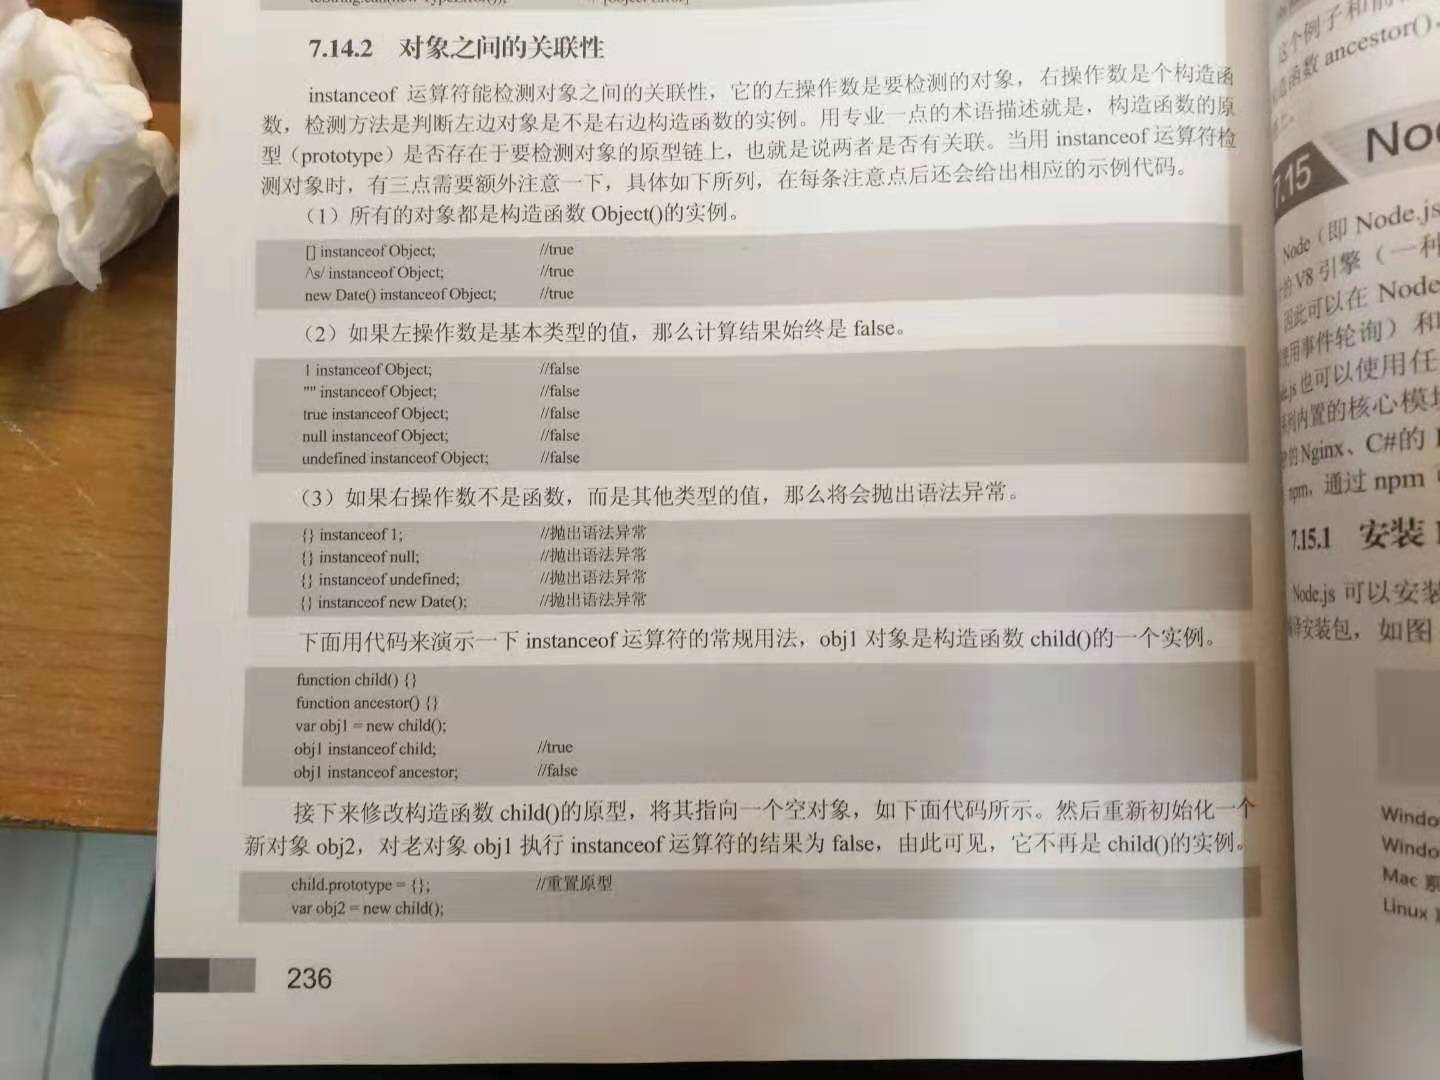 7.14.2 对象之间的关联性
instanceof 运算符能检测对象之间的关联性，它的左操作数是要检测的对象，右操作数是个构造函
数，检测方法是判断左边对象是不是右边构造函数的实例。用专业一点的术语描述就是，构造函数的原
型（prototype）是否存在于要检测对象的原型链上，也就是说两者是否有关联。当用 instanceof 运算符检
测对象时，有三点需要额外注意一下，具体如下所列，在每条注意点后还会给出相应的示例代码。
（1）所有的对象都是构造函数 Object()的实例。
[] instanceof Object; //true
/\s/ instanceof Object; //true
new Date() instanceof Object; //true
（2）如果左操作数是基本类型的值，那么计算结果始终是 false。
1 instanceof Object; //false
"" instanceof Object; //false
true instanceof Object; //false
null instanceof Object; //false
undefined instanceof Object; //false
（3）如果右操作数不是函数，而是其他类型的值，那么将会抛出语法异常。
{} instanceof 1; //抛出语法异常
{} instanceof null; //抛出语法异常
{} instanceof undefined; //抛出语法异常
{} instanceof new Date(); //抛出语法异常
下面用代码来演示一下 instanceof 运算符的常规用法，obj1 对象是构造函数 child()的一个实例。
function child() {}
function ancestor() {}
var obj1 = new child();
obj1 instanceof child; //true
obj1 instanceof ancestor; //false
接下来修改构造函数 child()的原型，将其指向一个空对象，如下面代码所示。然后重新初始化一个
新对象 obj2，对老对象 obj1 执行 instanceof 运算符的结果为 false，由此可见，它不再是 child()的实例。
child.prototype = {}; //重置原型
var obj2 = new child();
236
这个例子和前
函数 ancestor()，
7.15
Node（即 Node.js
的 V8 引擎（一种
因此可以在 Node
使用事件轮询）和
也可以使用任
内置的核心模块
的 Nginx、C#的
npm，通过 npm
7.15.1 安装
Node.js 可以安装
安装包，如图
Windo
Windo
Mac 系
Linux